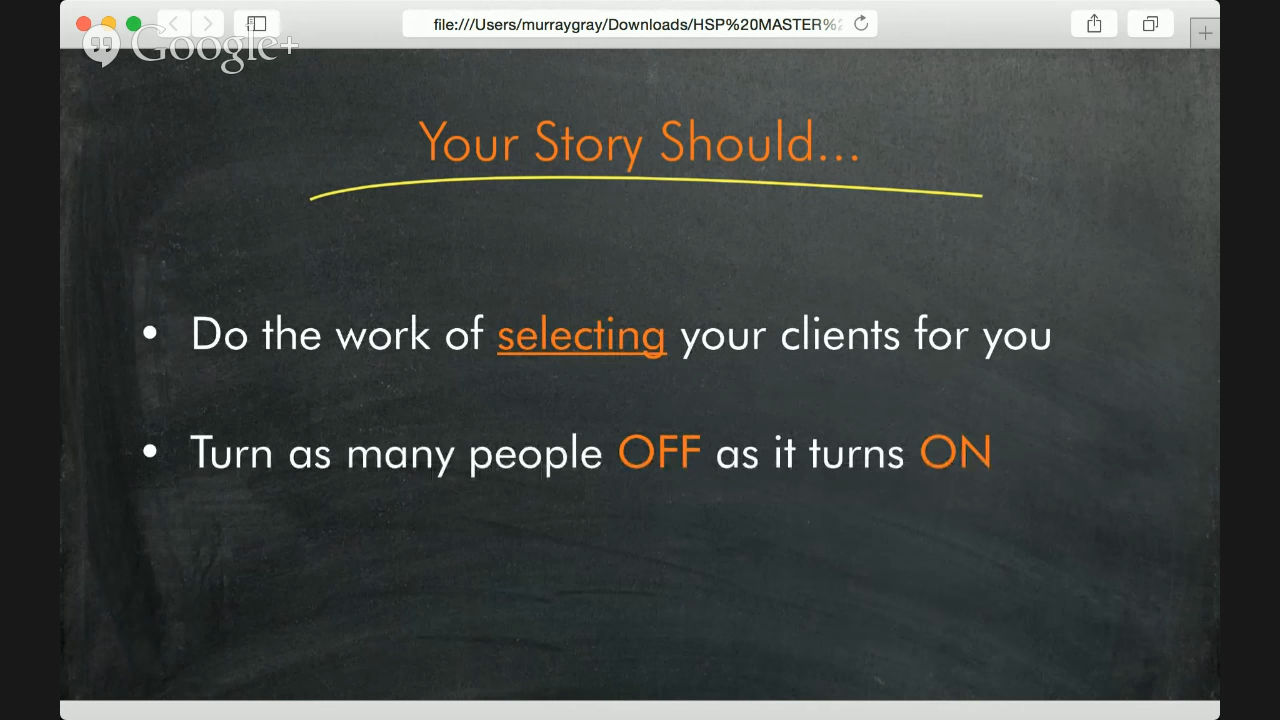 file:///Users/murraygray/Downloads/HSP%20MASTER%2
Google+
Your Story Should...
• Do the work of selecting your clients for you
• Turn as many people OFF as it turns ON